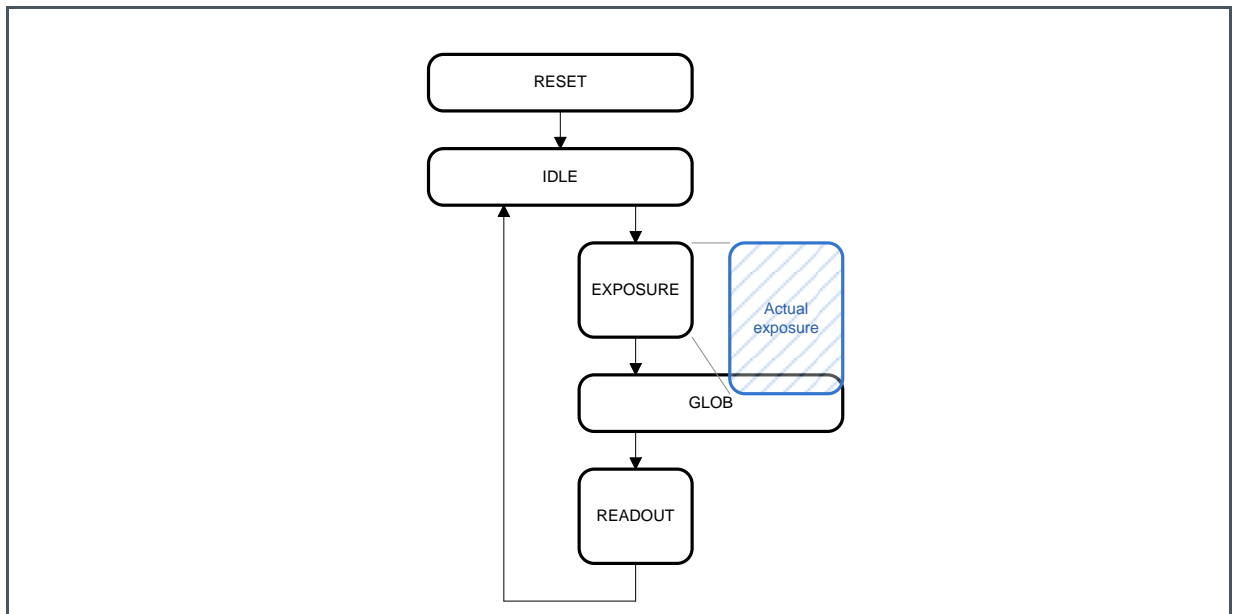 RESET
IDLE
EXPOSURE
Actual
exposure
GLOB
READOUT